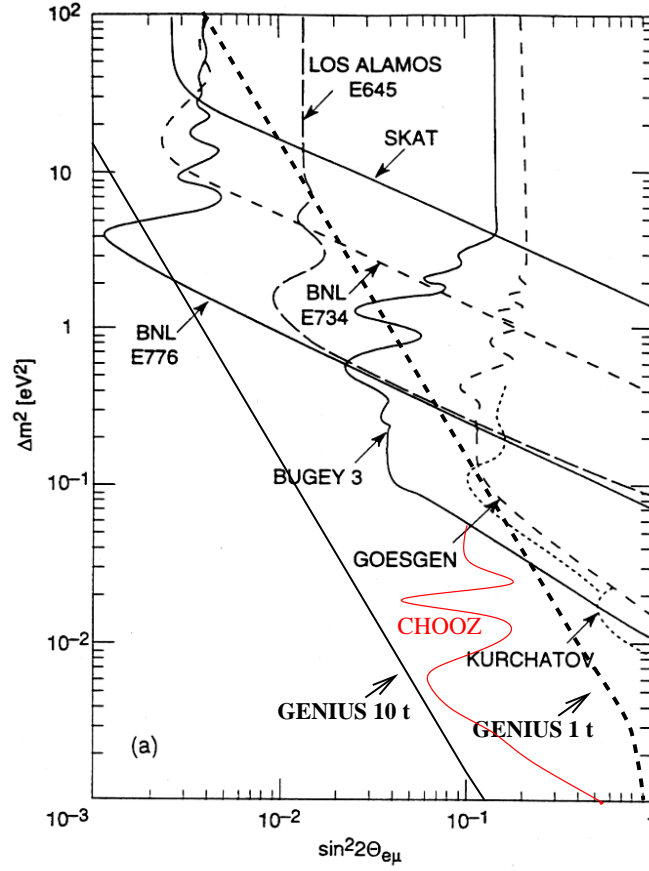 10²
LOS ALAMOS
E645
SKAT
10
BNL
E734
BNL
E776
1
Δm² [eV²]
BUGEY 3
10⁻¹
GOESGEN
CHOOZ
10⁻²
KURCHATOV
GENIUS 10 t
GENIUS 1 t
(a)
10⁻³
10⁻²
10⁻¹
1
sin²2Θeμ